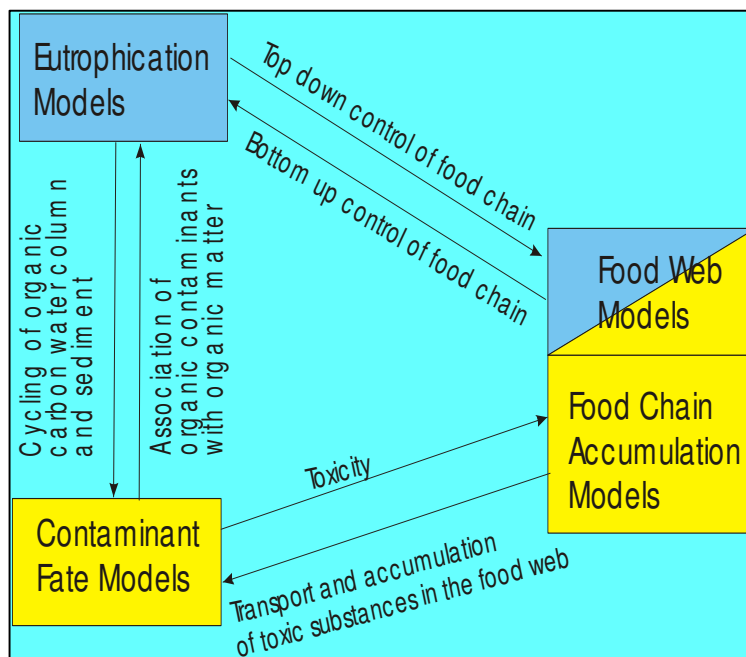 Eutrophication
Models
Top down control of food chain
Bottom up control of food chain
Cycling of organic
carbon watercolumn
and sediment
Association of
organic contaminants
with organic matter
Food Web
Models
Food Chain
Accumulation
Models
Toxicity
Contaminant
Fate Models
Transport and accumulation
of toxic substances in the food web